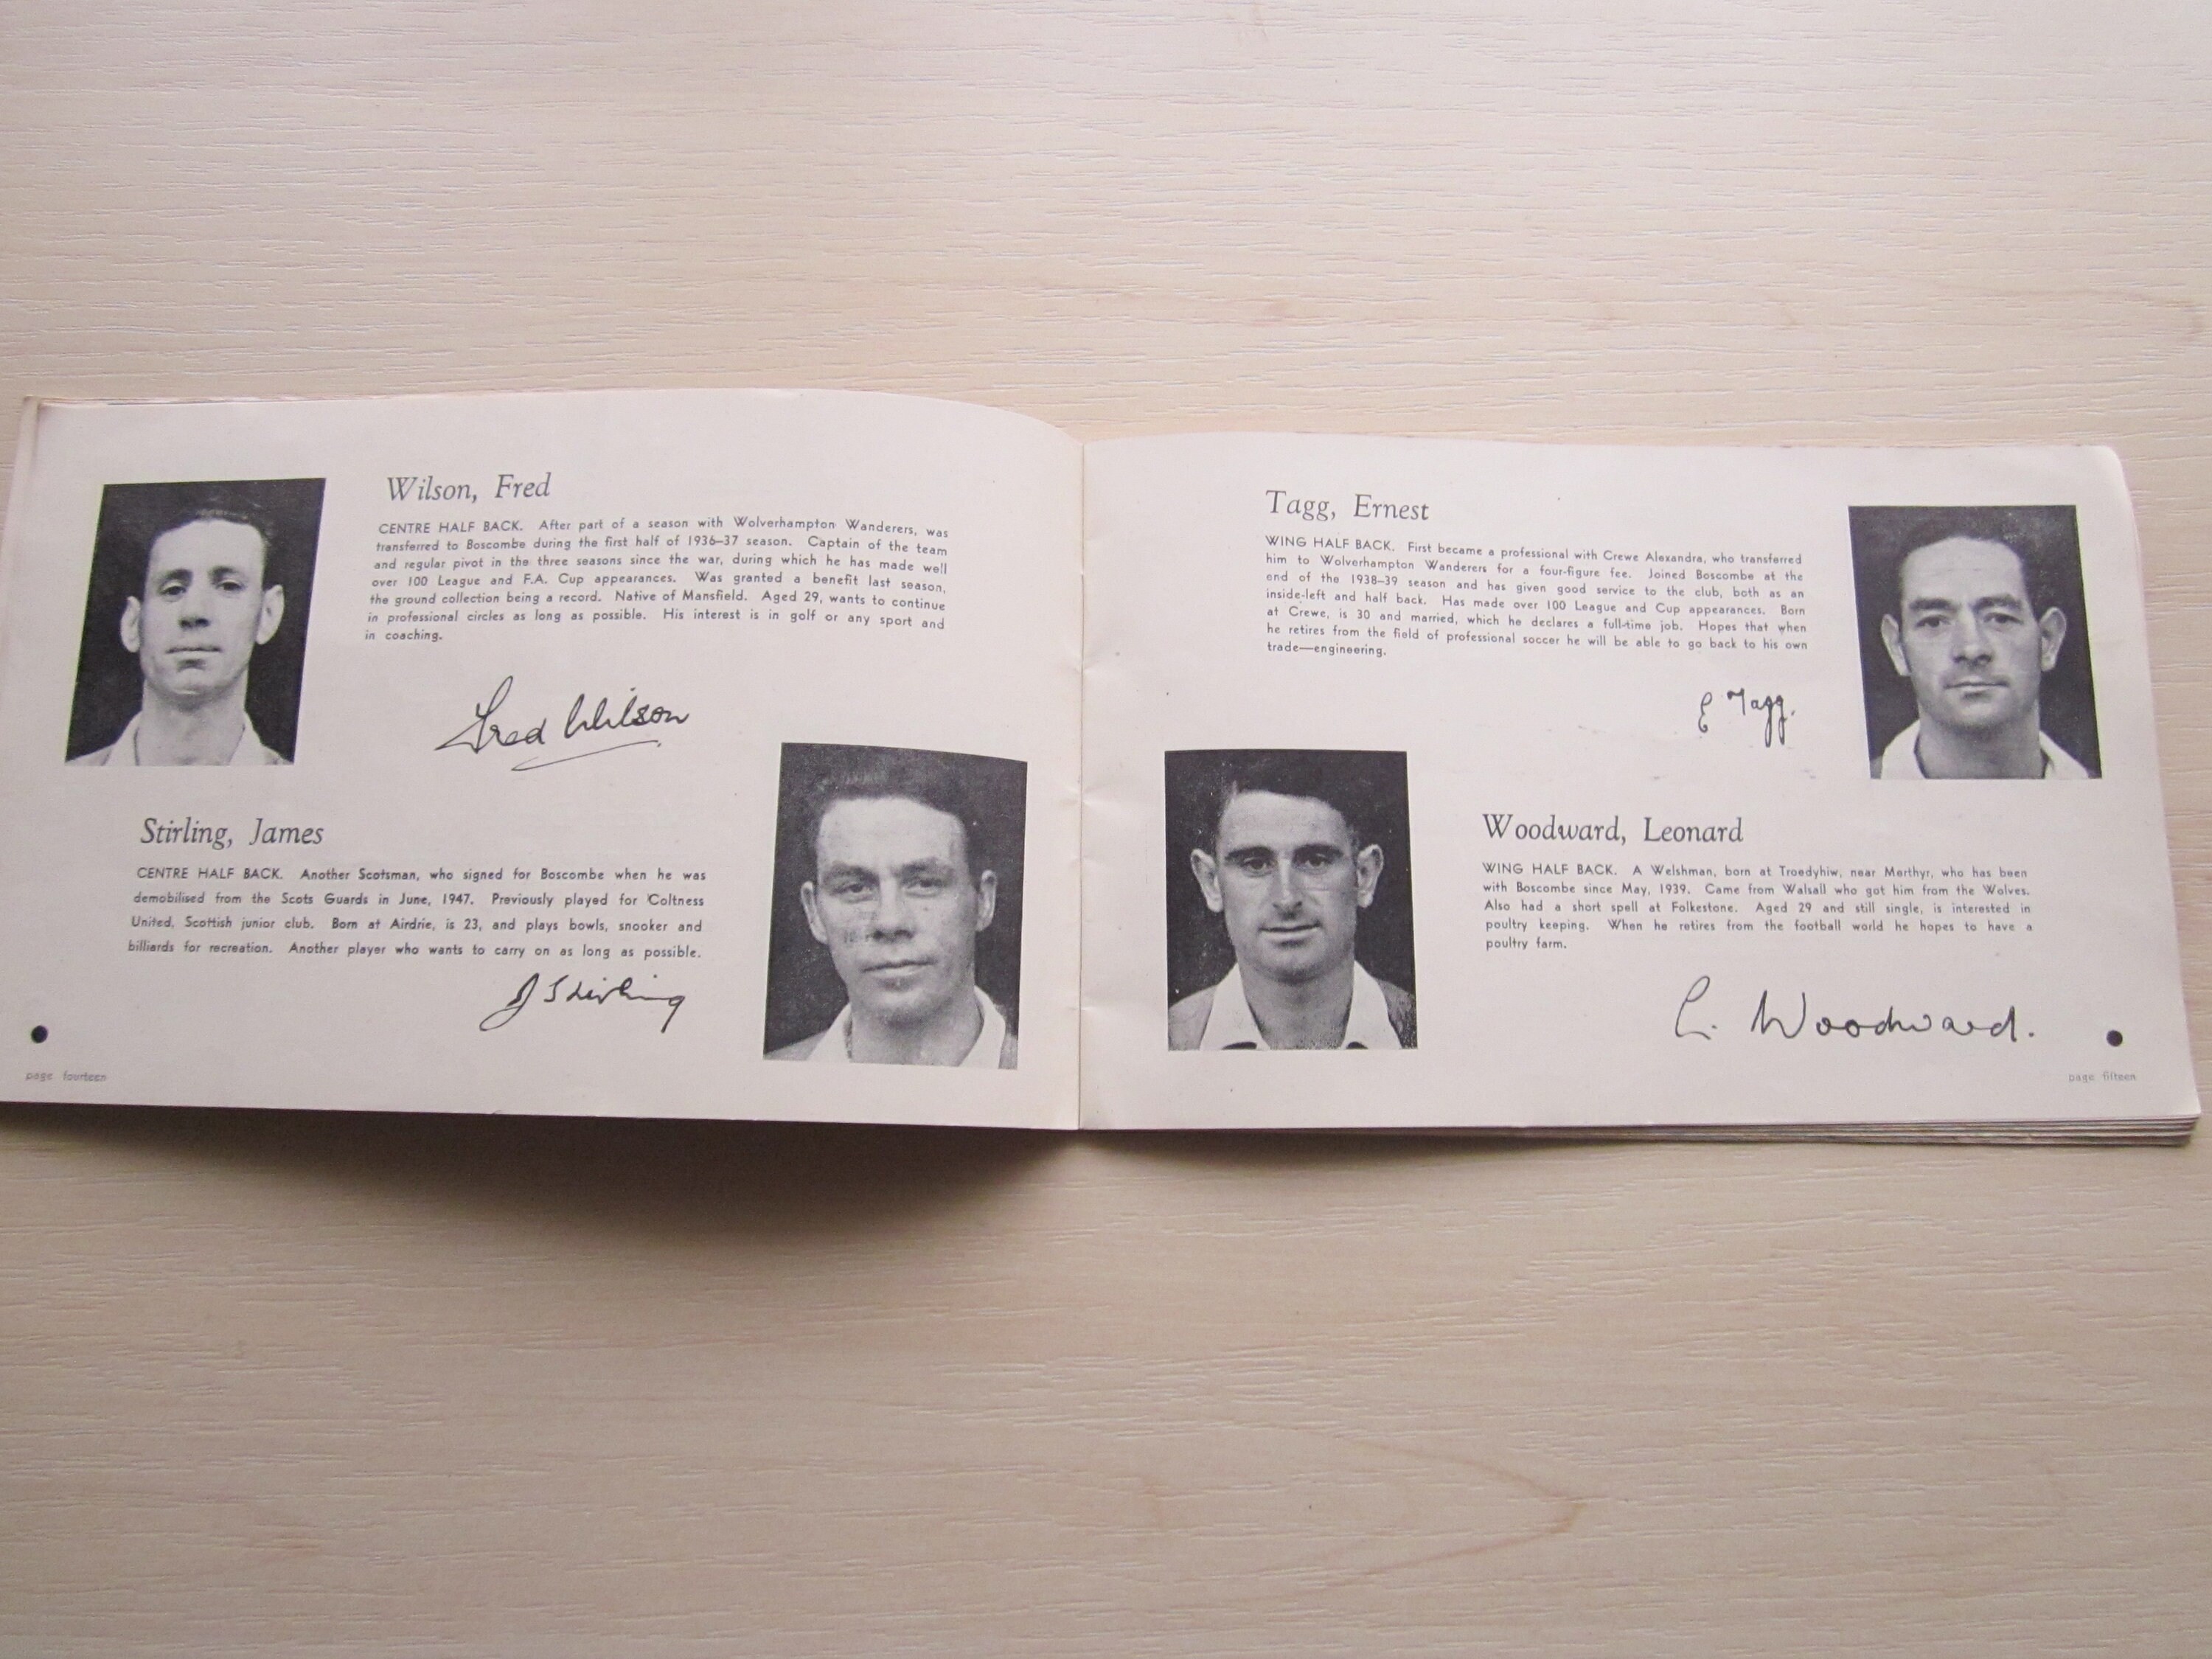 Wilson, Fred
CENTRE HALF BACK. After part of a season with Wolverhampton Wanderers, was
transferred to Boscombe during the first half of 1936–37 season. Captain of the team
and regular pivot in the three seasons since the war, during which he has made well
over 100 League and F.A. Cup appearances. Was granted a benefit last season,
the ground collection being a record. Native of Mansfield. Aged 29, wants to continue
in professional circles as long as possible. His interest is in golf or any sport and
in coaching.
Fred Wilson
Stirling, James
CENTRE HALF BACK. Another Scotsman, who signed for Boscombe when he was
demobilised from the Scots Guards in June, 1947. Previously played for Coltness
United, Scottish junior club. Born at Airdrie, is 23, and plays bowls, snooker and
billiards for recreation. Another player who wants to carry on as long as possible.
J Stirling
page fourteen
Tagg, Ernest
WING HALF BACK. First became a professional with Crewe Alexandra, who transferred
him to Wolverhampton Wanderers for a four-figure fee. Joined Boscombe at the
end of the 1938–39 season and has given good service to the club, both as an
inside-left and half back. Has made over 100 League and Cup appearances. Born
at Crewe, is 30 and married, which he declares a full-time job. Hopes that when
he retires from the field of professional soccer he will be able to go back to his own
trade—engineering.
E Tagg.
Woodward, Leonard
WING HALF BACK. A Welshman, born at Troedyhiw, near Merthyr, who has been
with Boscombe since May, 1939. Came from Walsall who got him from the Wolves.
Also had a short spell at Folkestone. Aged 29 and still single, is interested in
poultry keeping. When he retires from the football world he hopes to have a
poultry farm.
L. Woodward.
page fifteen